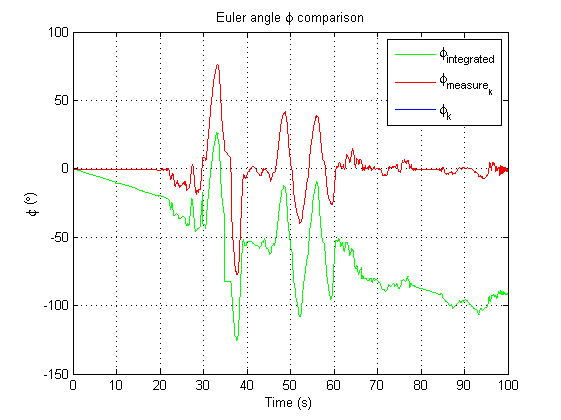 Euler angle ϕ comparison
ϕintegrated
ϕmeasurek
ϕk
100
50
0
-50
-100
-150
ϕ (°)
0 10 20 30 40 50 60 70 80 90 100
Time (s)